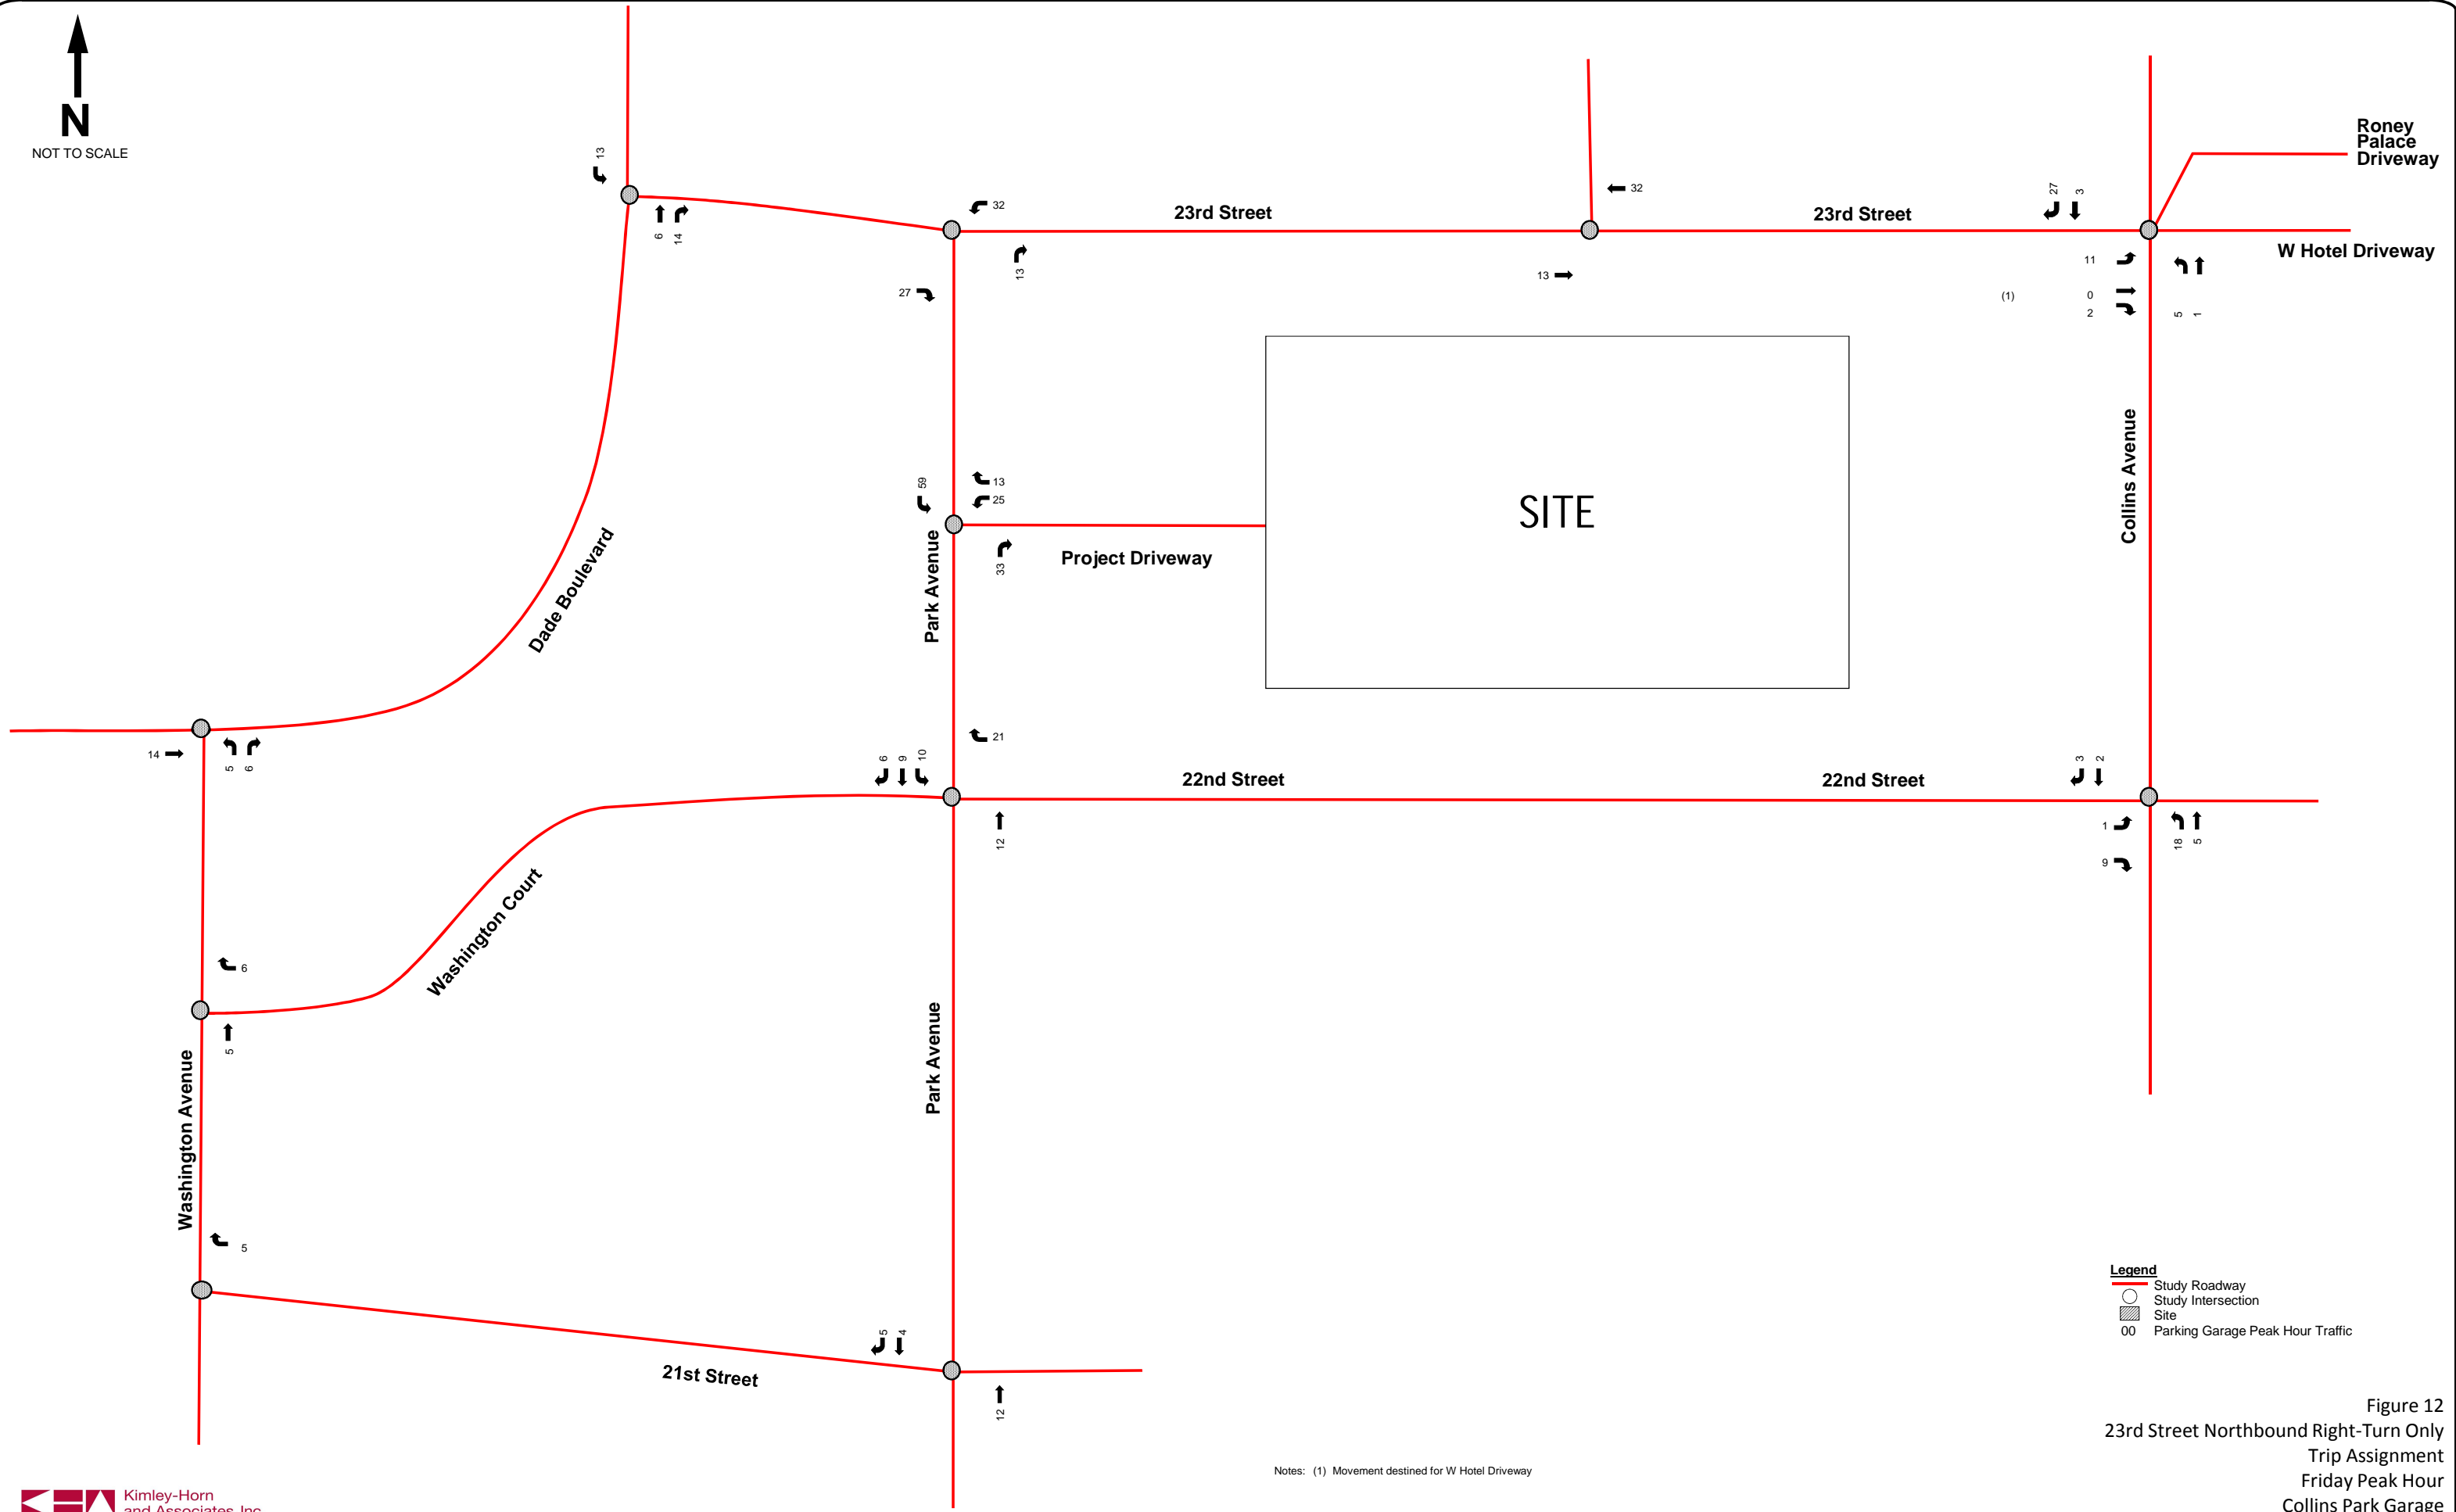 N
NOT TO SCALE
Roney
Palace
Driveway
13
6
14
32
23rd Street
13
27
32
23rd Street
13
27
3
W Hotel Driveway
11
(1)
0
2
5
1
59
13
25
33
Park Avenue
Project Driveway
SITE
Collins Avenue
Dade Boulevard
14
5
6
6
9
10
21
22nd Street
22nd Street
3
2
12
1
9
18
5
Washington Court
6
5
Washington Avenue
Park Avenue
5
5
4
21st Street
12
Legend
Study Roadway
Study Intersection
Site
00 Parking Garage Peak Hour Traffic
Notes: (1) Movement destined for W Hotel Driveway
Figure 12
23rd Street Northbound Right-Turn Only
Trip Assignment
Friday Peak Hour
Collins Park Garage
Kimley-Horn
and Associates, Inc.